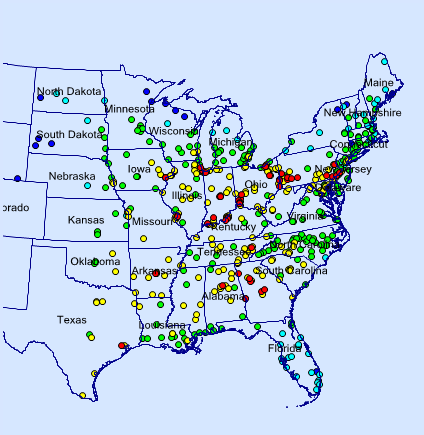 Maine
North Dakota
Minnesota
New Hampshire
Wisconsin
South Dakota
Michigan
Connecticut
Iowa
New Jersey
Nebraska
Ohio
Delaware
Illinois
orado
Kansas
Missouri
Virginia
Kentucky
North Carolina
Tennessee
Oklahoma
Arkansas
South Carolina
Alabama
Texas
Louisiana
Florida